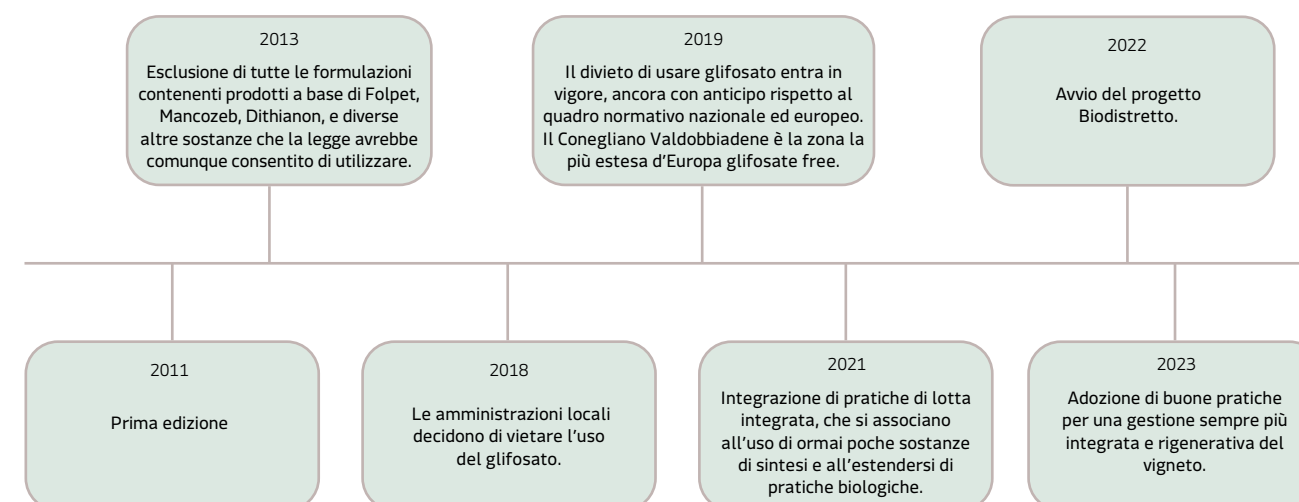 2013
Esclusione di tutte le formulazioni
contenenti prodotti a base di Folpet,
Mancozeb, Dithianon, e diverse
altre sostanze che la legge avrebbe
comunque consentito di utilizzare.
2019
Il divieto di usare glifosato entra in
vigore, ancora con anticipo rispetto al
quadro normativo nazionale ed europeo.
Il Conegliano Valdobbiadene è la zona la
più estesa d'Europa glifosate free.
2022
Avvio del progetto
Biodistretto.
2011
Prima edizione
2018
Le amministrazioni locali
decidono di vietare l'uso
del glifosato.
2021
Integrazione di pratiche di lotta
integrata, che si associano
all'uso di ormai poche sostanze
di sintesi e all'estendersi di
pratiche biologiche.
2023
Adozione di buone pratiche
per una gestione sempre più
integrata e rigenerativa del
vigneto.